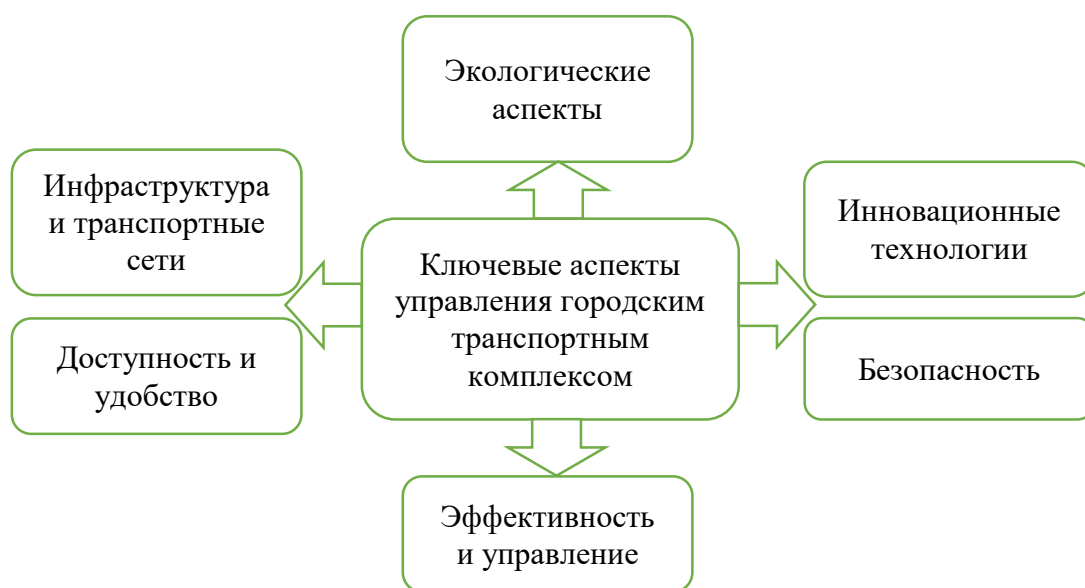 Экологические
аспекты
Инфраструктура
и транспортные
сети
Инновационные
технологии
Ключевые аспекты
управления городским
транспортным
комплексом
Доступность и
удобство
Безопасность
Эффективность
и управление